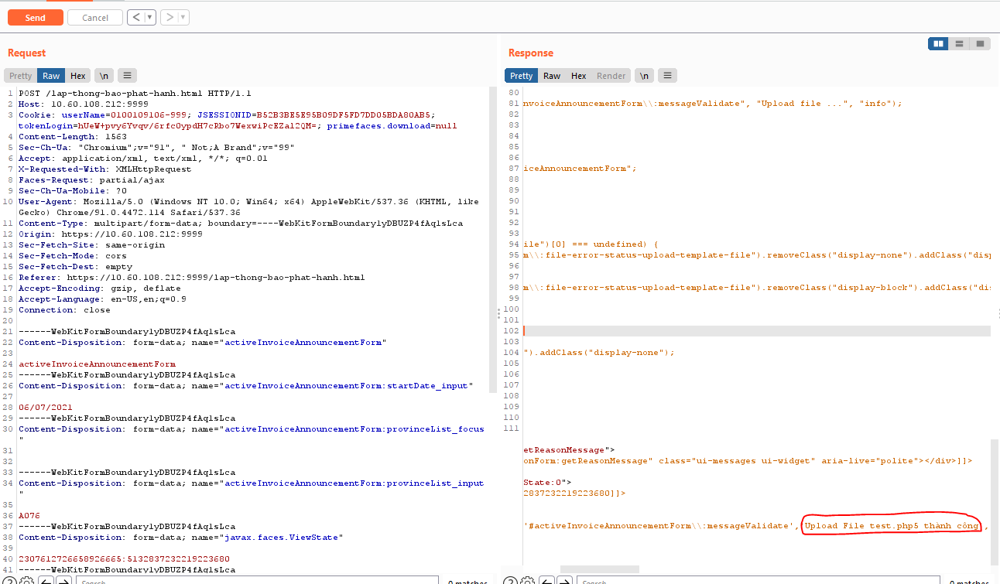 Send Cancel < ▼ > ▼
Request
Pretty Raw Hex \n
1 POST /lap-thong-bao-phat-hanh.html HTTP/1.1
2 Host: 10.60.108.212:9999
3 Cookie: userName=0100109106-999; JSESSIONID=B52B3BE5E95B09DF5FD7DD05BDA80AB5;
tokenLogin=hUeW+pvy6Yvqv/6rfc0ypdH7cRbo7WexwiPcEZal2QM=; primefaces.download=null
4 Content-Length: 1563
5 Sec-Ch-Ua: "Chromium";v="91", " Not;A Brand";v="99"
6 Accept: application/xml, text/xml, */*; q=0.01
7 X-Requested-With: XMLHttpRequest
8 Faces-Request: partial/ajax
9 Sec-Ch-Ua-Mobile: ?0
10 User-Agent: Mozilla/5.0 (Windows NT 10.0; Win64; x64) AppleWebKit/537.36 (KHTML, like
Gecko) Chrome/91.0.4472.114 Safari/537.36
11 Content-Type: multipart/form-data; boundary=----WebKitFormBoundarylyDBUZP4fAqlsLca
12 Origin: https://10.60.108.212:9999
13 Sec-Fetch-Site: same-origin
14 Sec-Fetch-Mode: cors
15 Sec-Fetch-Dest: empty
16 Referer: https://10.60.108.212:9999/lap-thong-bao-phat-hanh.html
17 Accept-Encoding: gzip, deflate
18 Accept-Language: en-US,en;q=0.9
19 Connection: close
20
21 ------WebKitFormBoundarylyDBUZP4fAqlsLca
22 Content-Disposition: form-data; name="activeInvoiceAnnouncementForm"
23
24 activeInvoiceAnnouncementForm
25 ------WebKitFormBoundarylyDBUZP4fAqlsLca
26 Content-Disposition: form-data; name="activeInvoiceAnnouncementForm:startDate_input"
27
28 06/07/2021
29 ------WebKitFormBoundarylyDBUZP4fAqlsLca
30 Content-Disposition: form-data; name="activeInvoiceAnnouncementForm:provinceList_focus
"
31
32
33 ------WebKitFormBoundarylyDBUZP4fAqlsLca
34 Content-Disposition: form-data; name="activeInvoiceAnnouncementForm:provinceList_input
"
35
36 A076
37 ------WebKitFormBoundarylyDBUZP4fAqlsLca
38 Content-Disposition: form-data; name="javax.faces.ViewState"
39
40 2307612726658926665:5132837232219223680
41 ------WebKitFormBoundarylyDBUZP4fAqlsLca
Search...
0 matches
Response
Pretty Raw Hex Render \n
80
81 nvoiceAnnouncementForm\\:messageValidate", "Upload file ...", "info");
82
83
84
85
86
87 iceAnnouncementForm";
88
89
90
91
92
93
94 ile")[0] === undefined) {
95 m\\:file-error-status-upload-template-file").removeClass("display-none").addClass("disp
96
97
98 m\\:file-error-status-upload-template-file").removeClass("display-block").addClass("dis
99
100
101
102
103
104 ").addClass("display-none");
105
106
107
108
109
110
111
etReasonMessage">
onForm:getReasonMessage" class="ui-messages ui-widget" aria-live="polite"></div>]]>
State:0">
2837232219223680]]>
'#activeInvoiceAnnouncementForm\\:messageValidate', 'Upload File test.php5 thành công',
Search...
0 matches